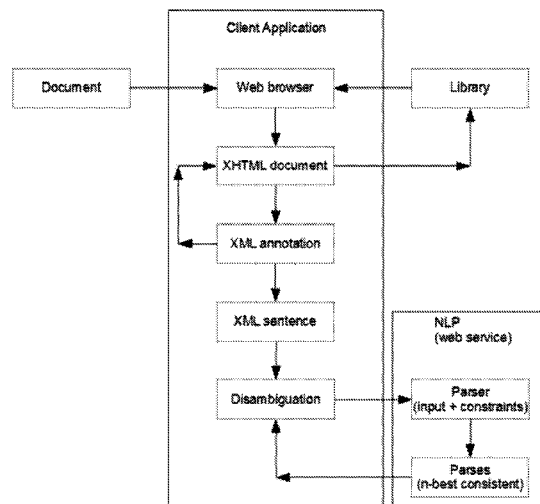 Client Application
Document
Web browser
Library
XHTML document
XML annotation
XML sentence
NLP
(web service)
Disambiguation
Parser
(input + constraints)
Parses
(n-best consistent)